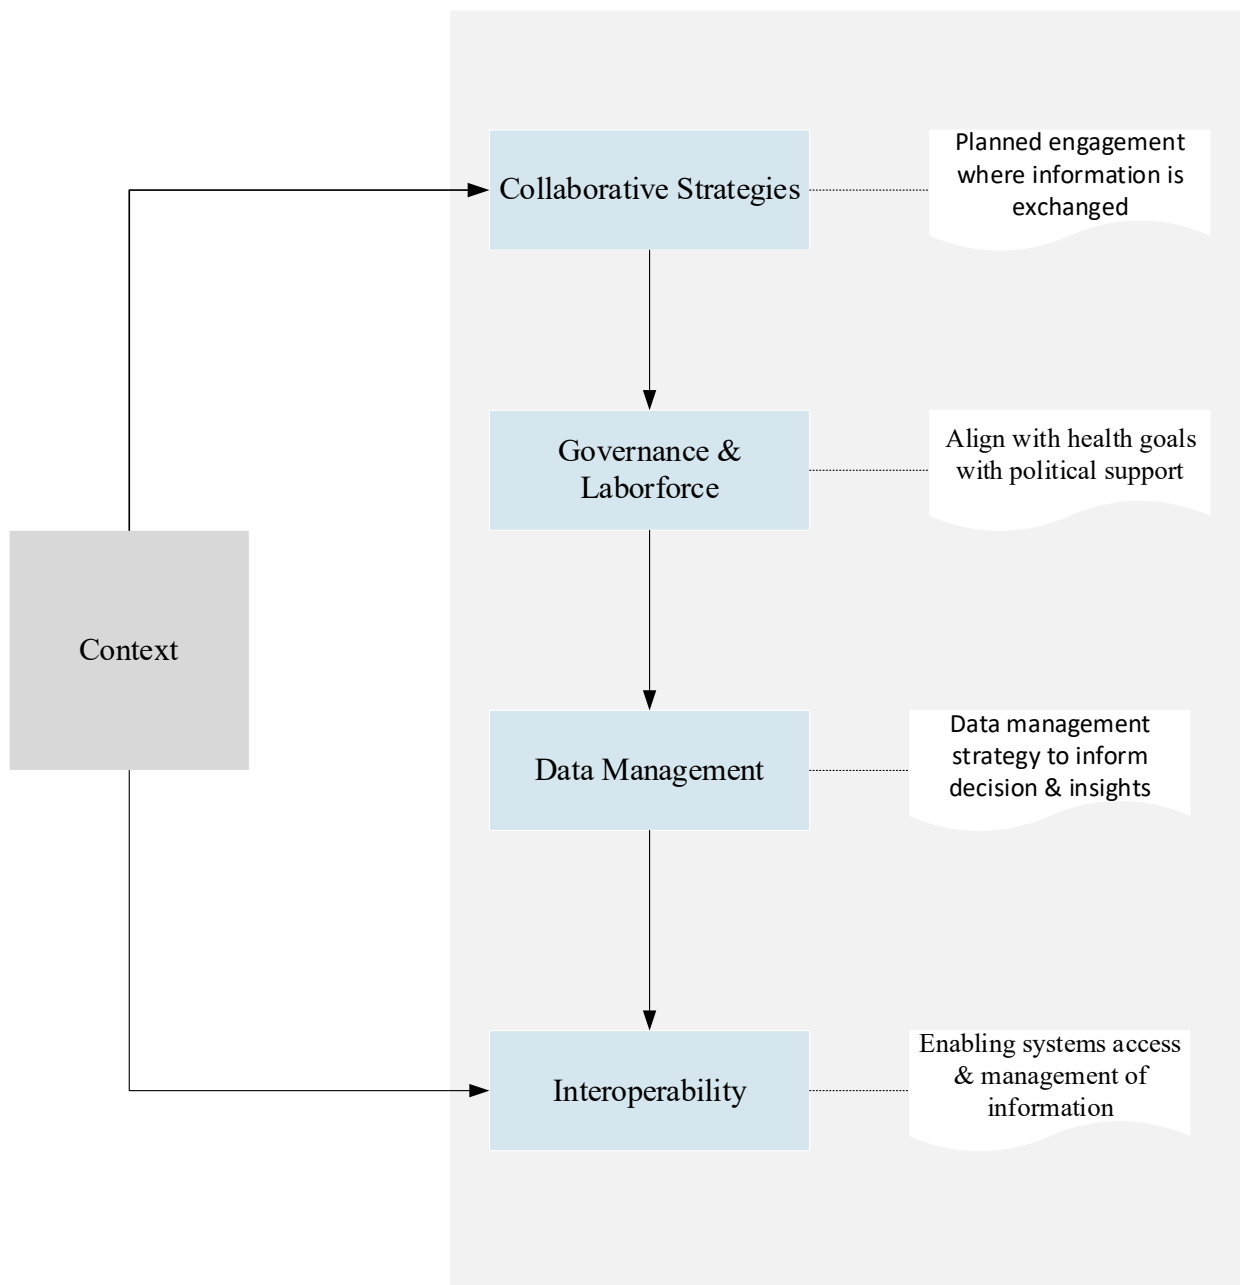 Collaborative Strategies
Planned engagement
where information is
exchanged
Governance &
Laborforce
Align with health goals
with political support
Context
Data Management
Data management
strategy to inform
decision & insights
Interoperability
Enabling systems access
& management of
information